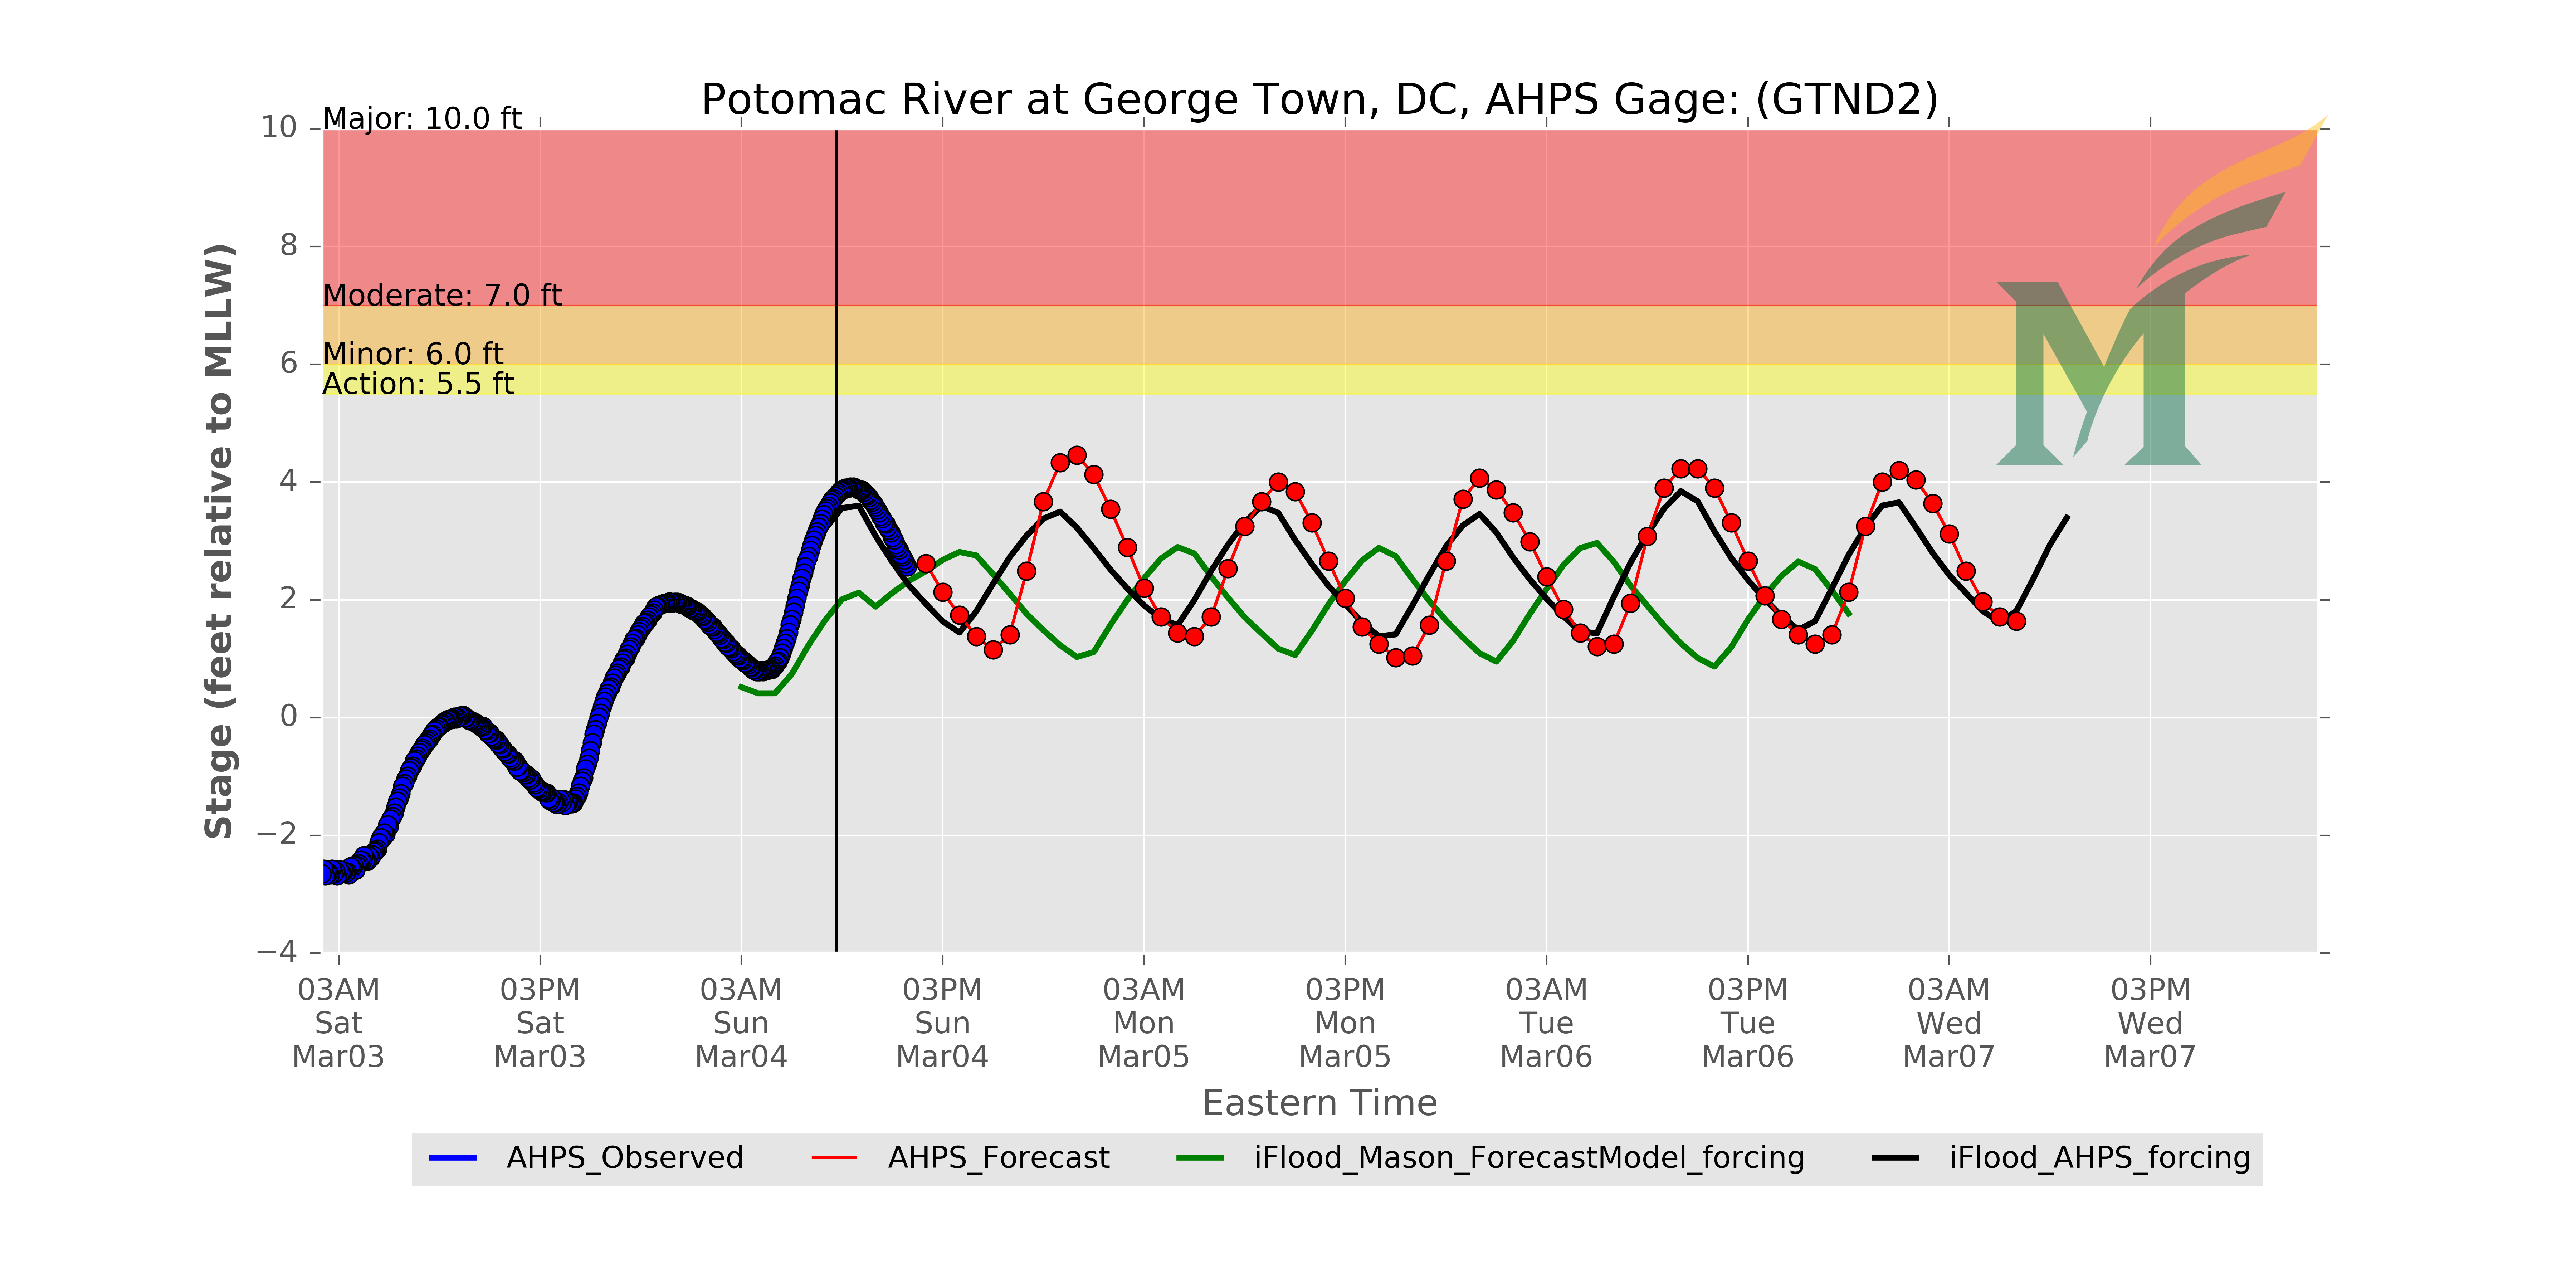 Potomac River at George Town, DC, AHPS Gage: (GTND2)
Major: 10.0 ft
Moderate: 7.0 ft
Minor: 6.0 ft
Action: 5.5 ft
10
8
6
4
2
0
−2
−4
Stage (feet relative to MLLW)
M
03AM
Sat
Mar03
03PM
Sat
Mar03
03AM
Sun
Mar04
03PM
Sun
Mar04
03AM
Mon
Mar05
03PM
Mon
Mar05
03AM
Tue
Mar06
03PM
Tue
Mar06
03AM
Wed
Mar07
03PM
Wed
Mar07
Eastern Time
AHPS_Observed
AHPS_Forecast
iFlood_Mason_ForecastModel_forcing
iFlood_AHPS_forcing